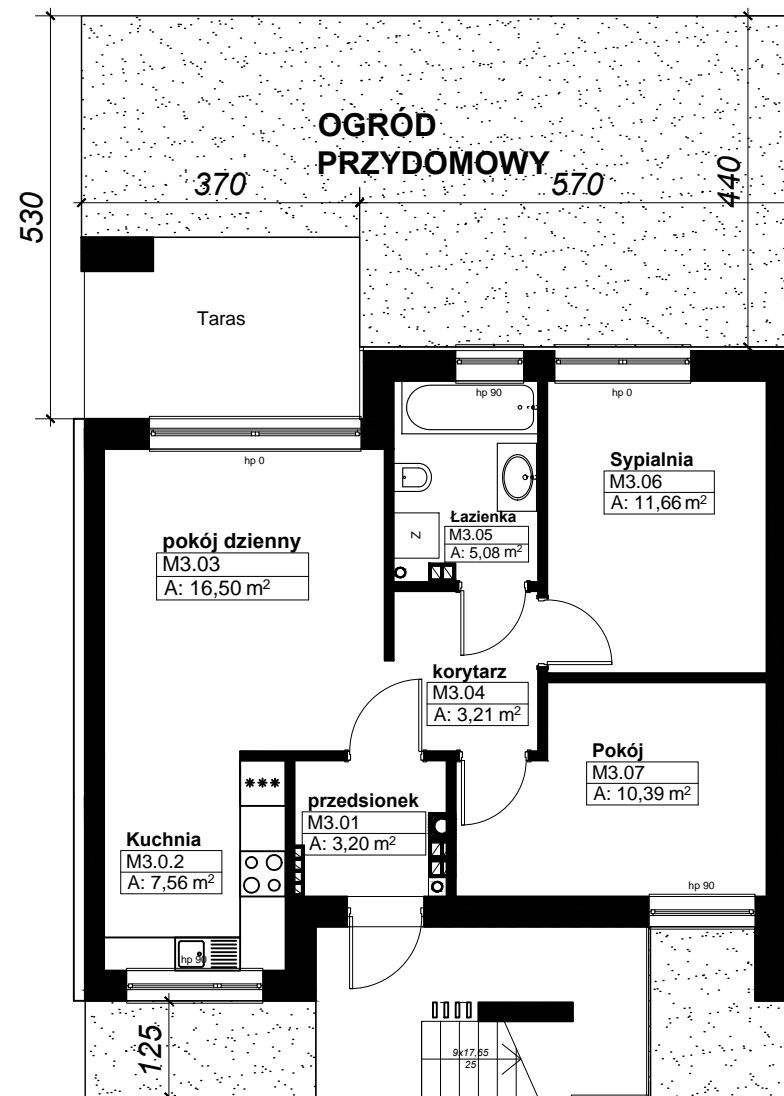 OGRÓD
PRZYDOMOWY
370
570
440
530
Taras
hp 90
hp 0
hp 0
Sypialnia
M3.06
A: 11,66 m²
Łazienka
M3.05
A: 5,08 m²
Z
pokój dzienny
M3.03
A: 16,50 m²
korytarz
M3.04
A: 3,21 m²
Pokój
M3.07
A: 10,39 m²
***
przedsionek
M3.01
A: 3,20 m²
Kuchnia
M3.0.2
A: 7,56 m²
hp 90
hp 90
125
9x17,65
25